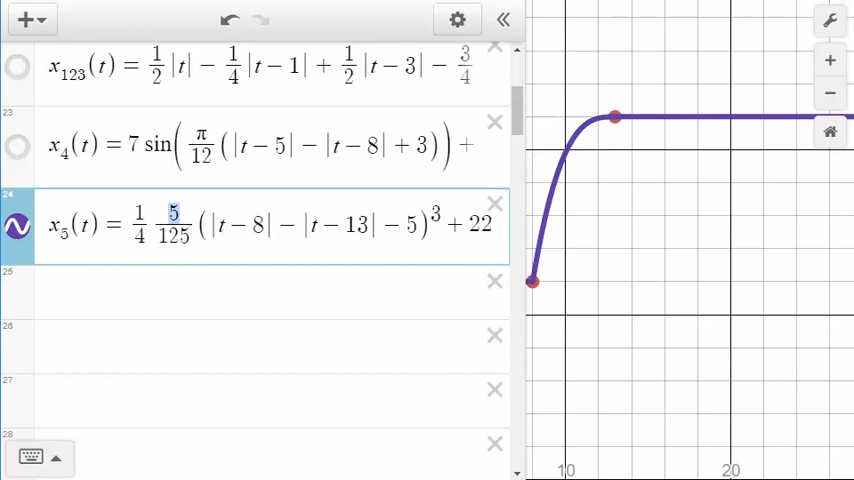 x₁₂₃(t) = 1/2 |t| − 1/4 |t − 1| + 1/2 |t − 3| − 3/4
23
x₄(t) = 7 sin(π/12 (|t − 5| − |t − 8| + 3)) +
24
x₅(t) = 1/4 5/125 (|t − 8| − |t − 13| − 5)³ + 22
25
26
27
28
10
20